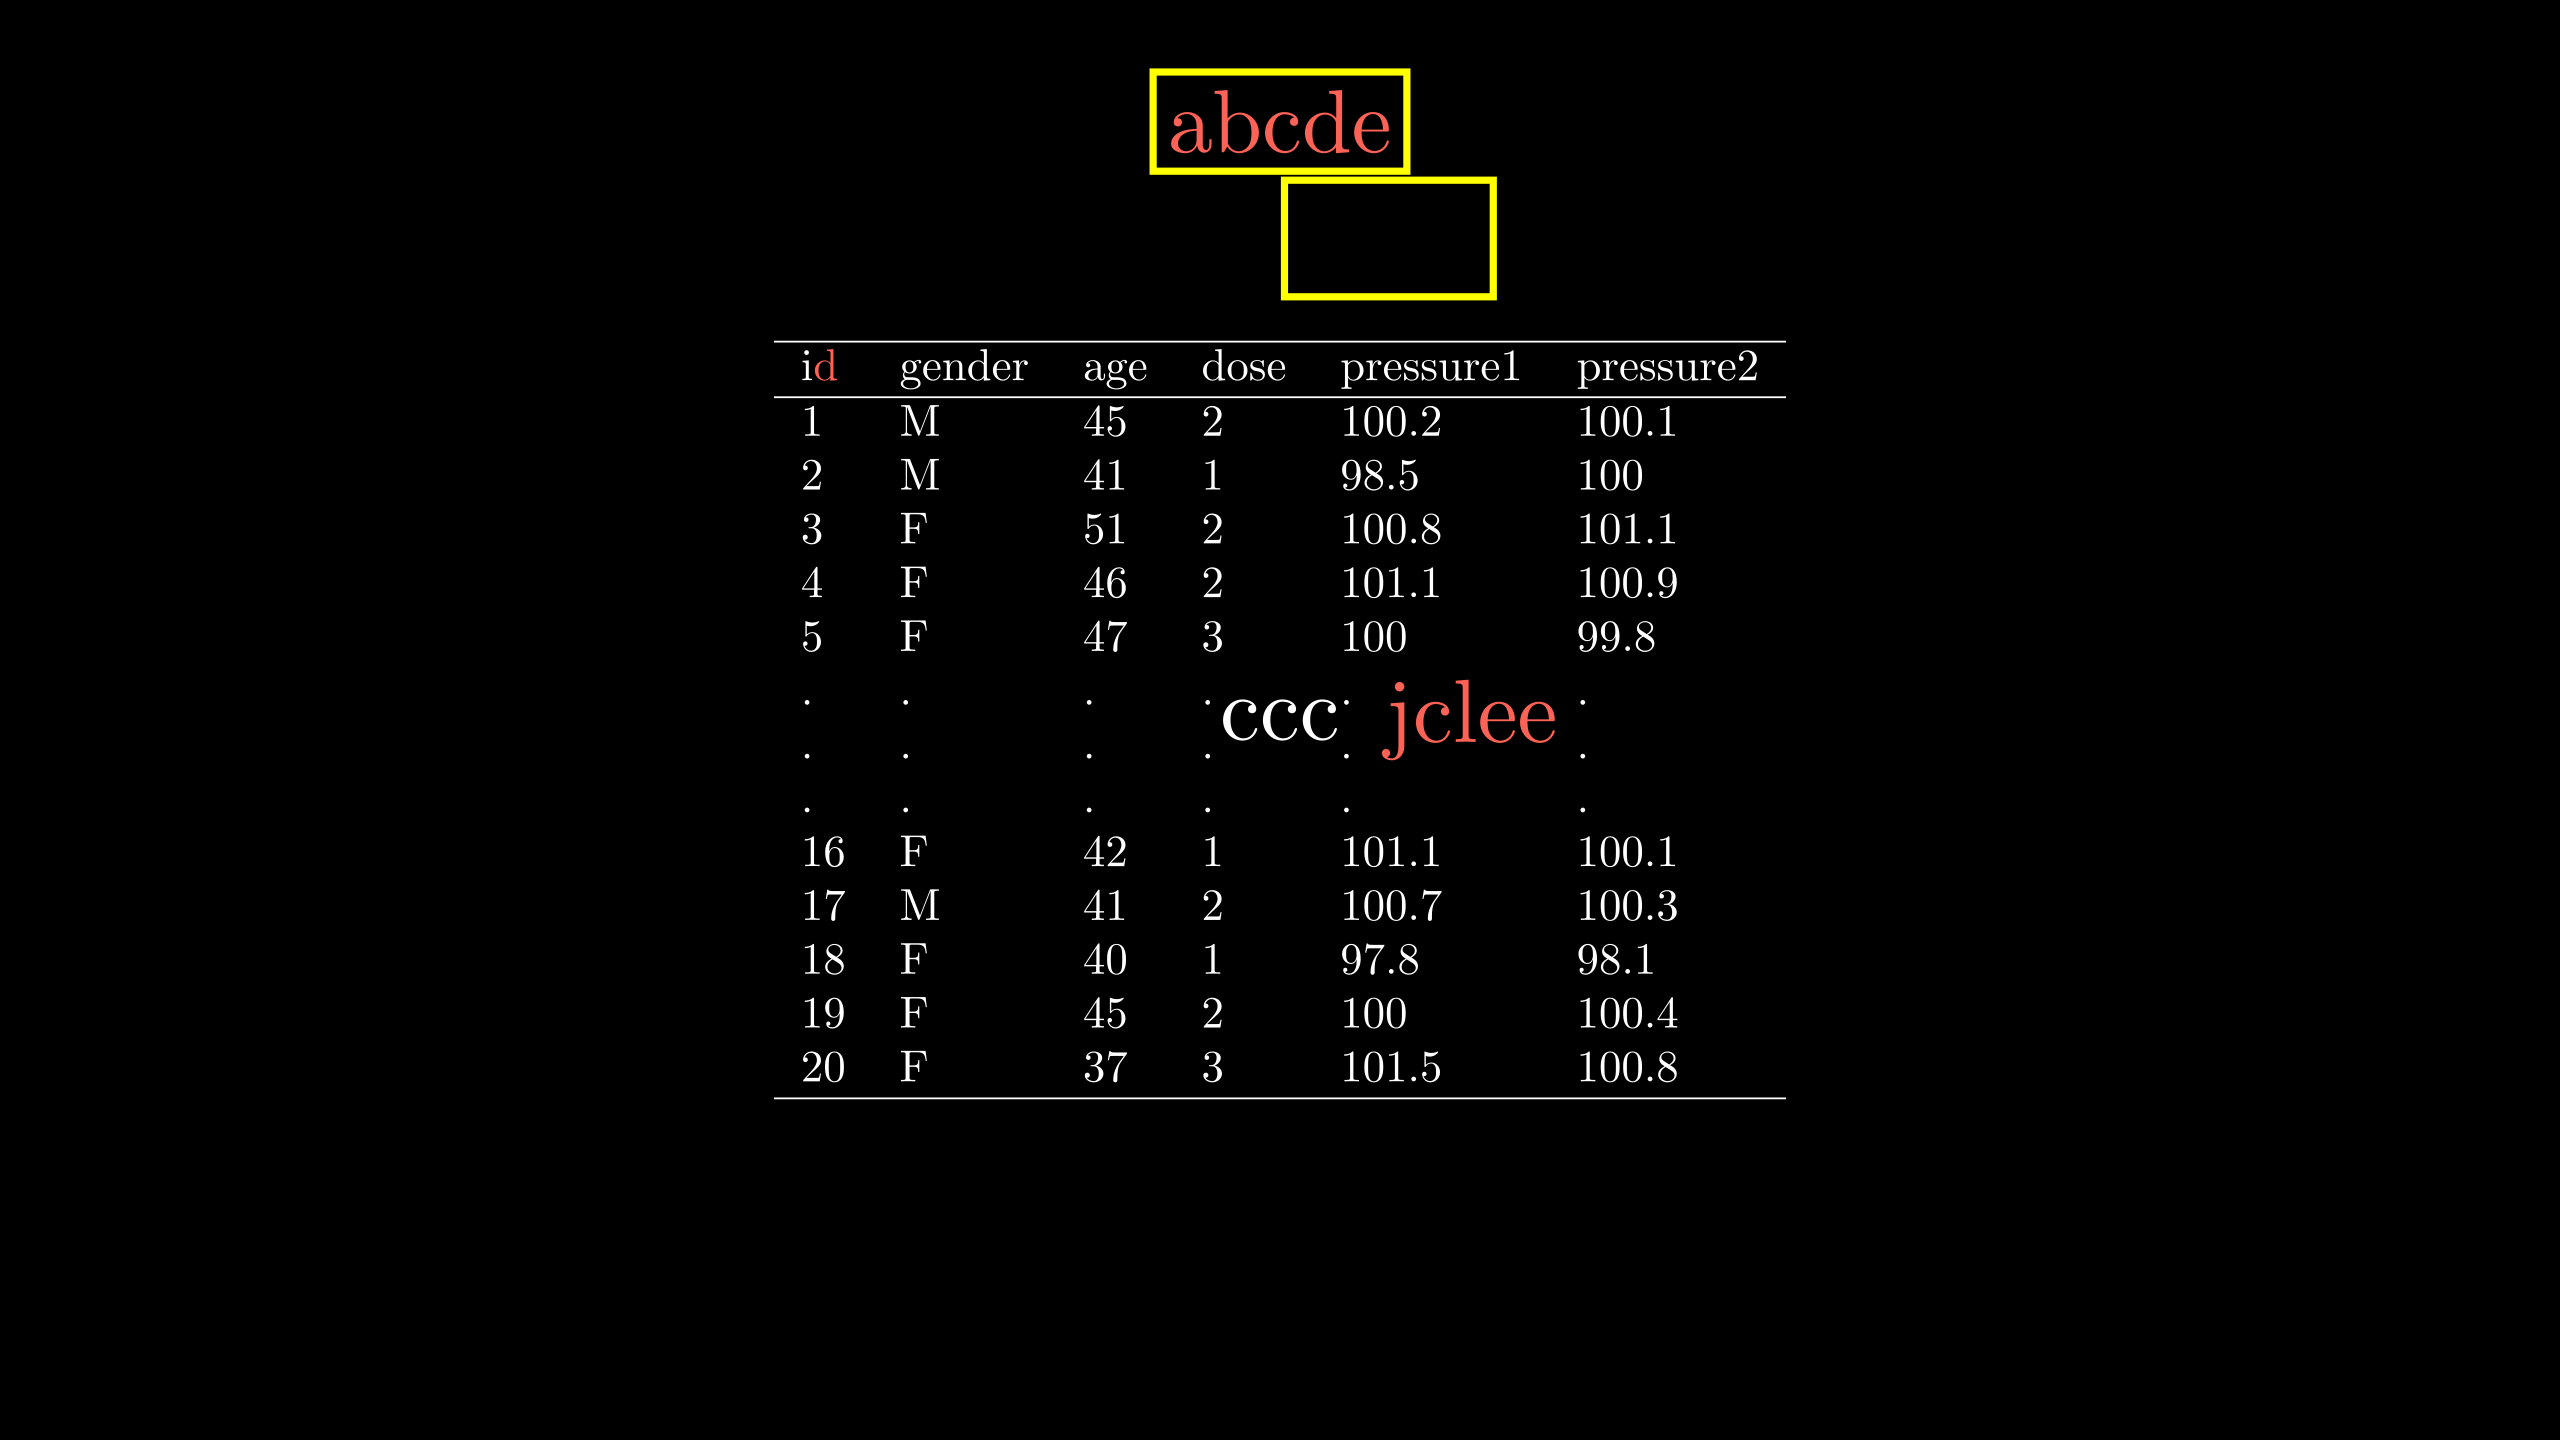 abcde
id gender age dose pressure1 pressure2
1 M 45 2 100.2 100.1
2 M 41 1 98.5 100
3 F 51 2 100.8 101.1
4 F 46 2 101.1 100.9
5 F 47 3 100 99.8
. . . . . .
ccc jclee
. . . . . .
. . . . . .
16 F 42 1 101.1 100.1
17 M 41 2 100.7 100.3
18 F 40 1 97.8 98.1
19 F 45 2 100 100.4
20 F 37 3 101.5 100.8